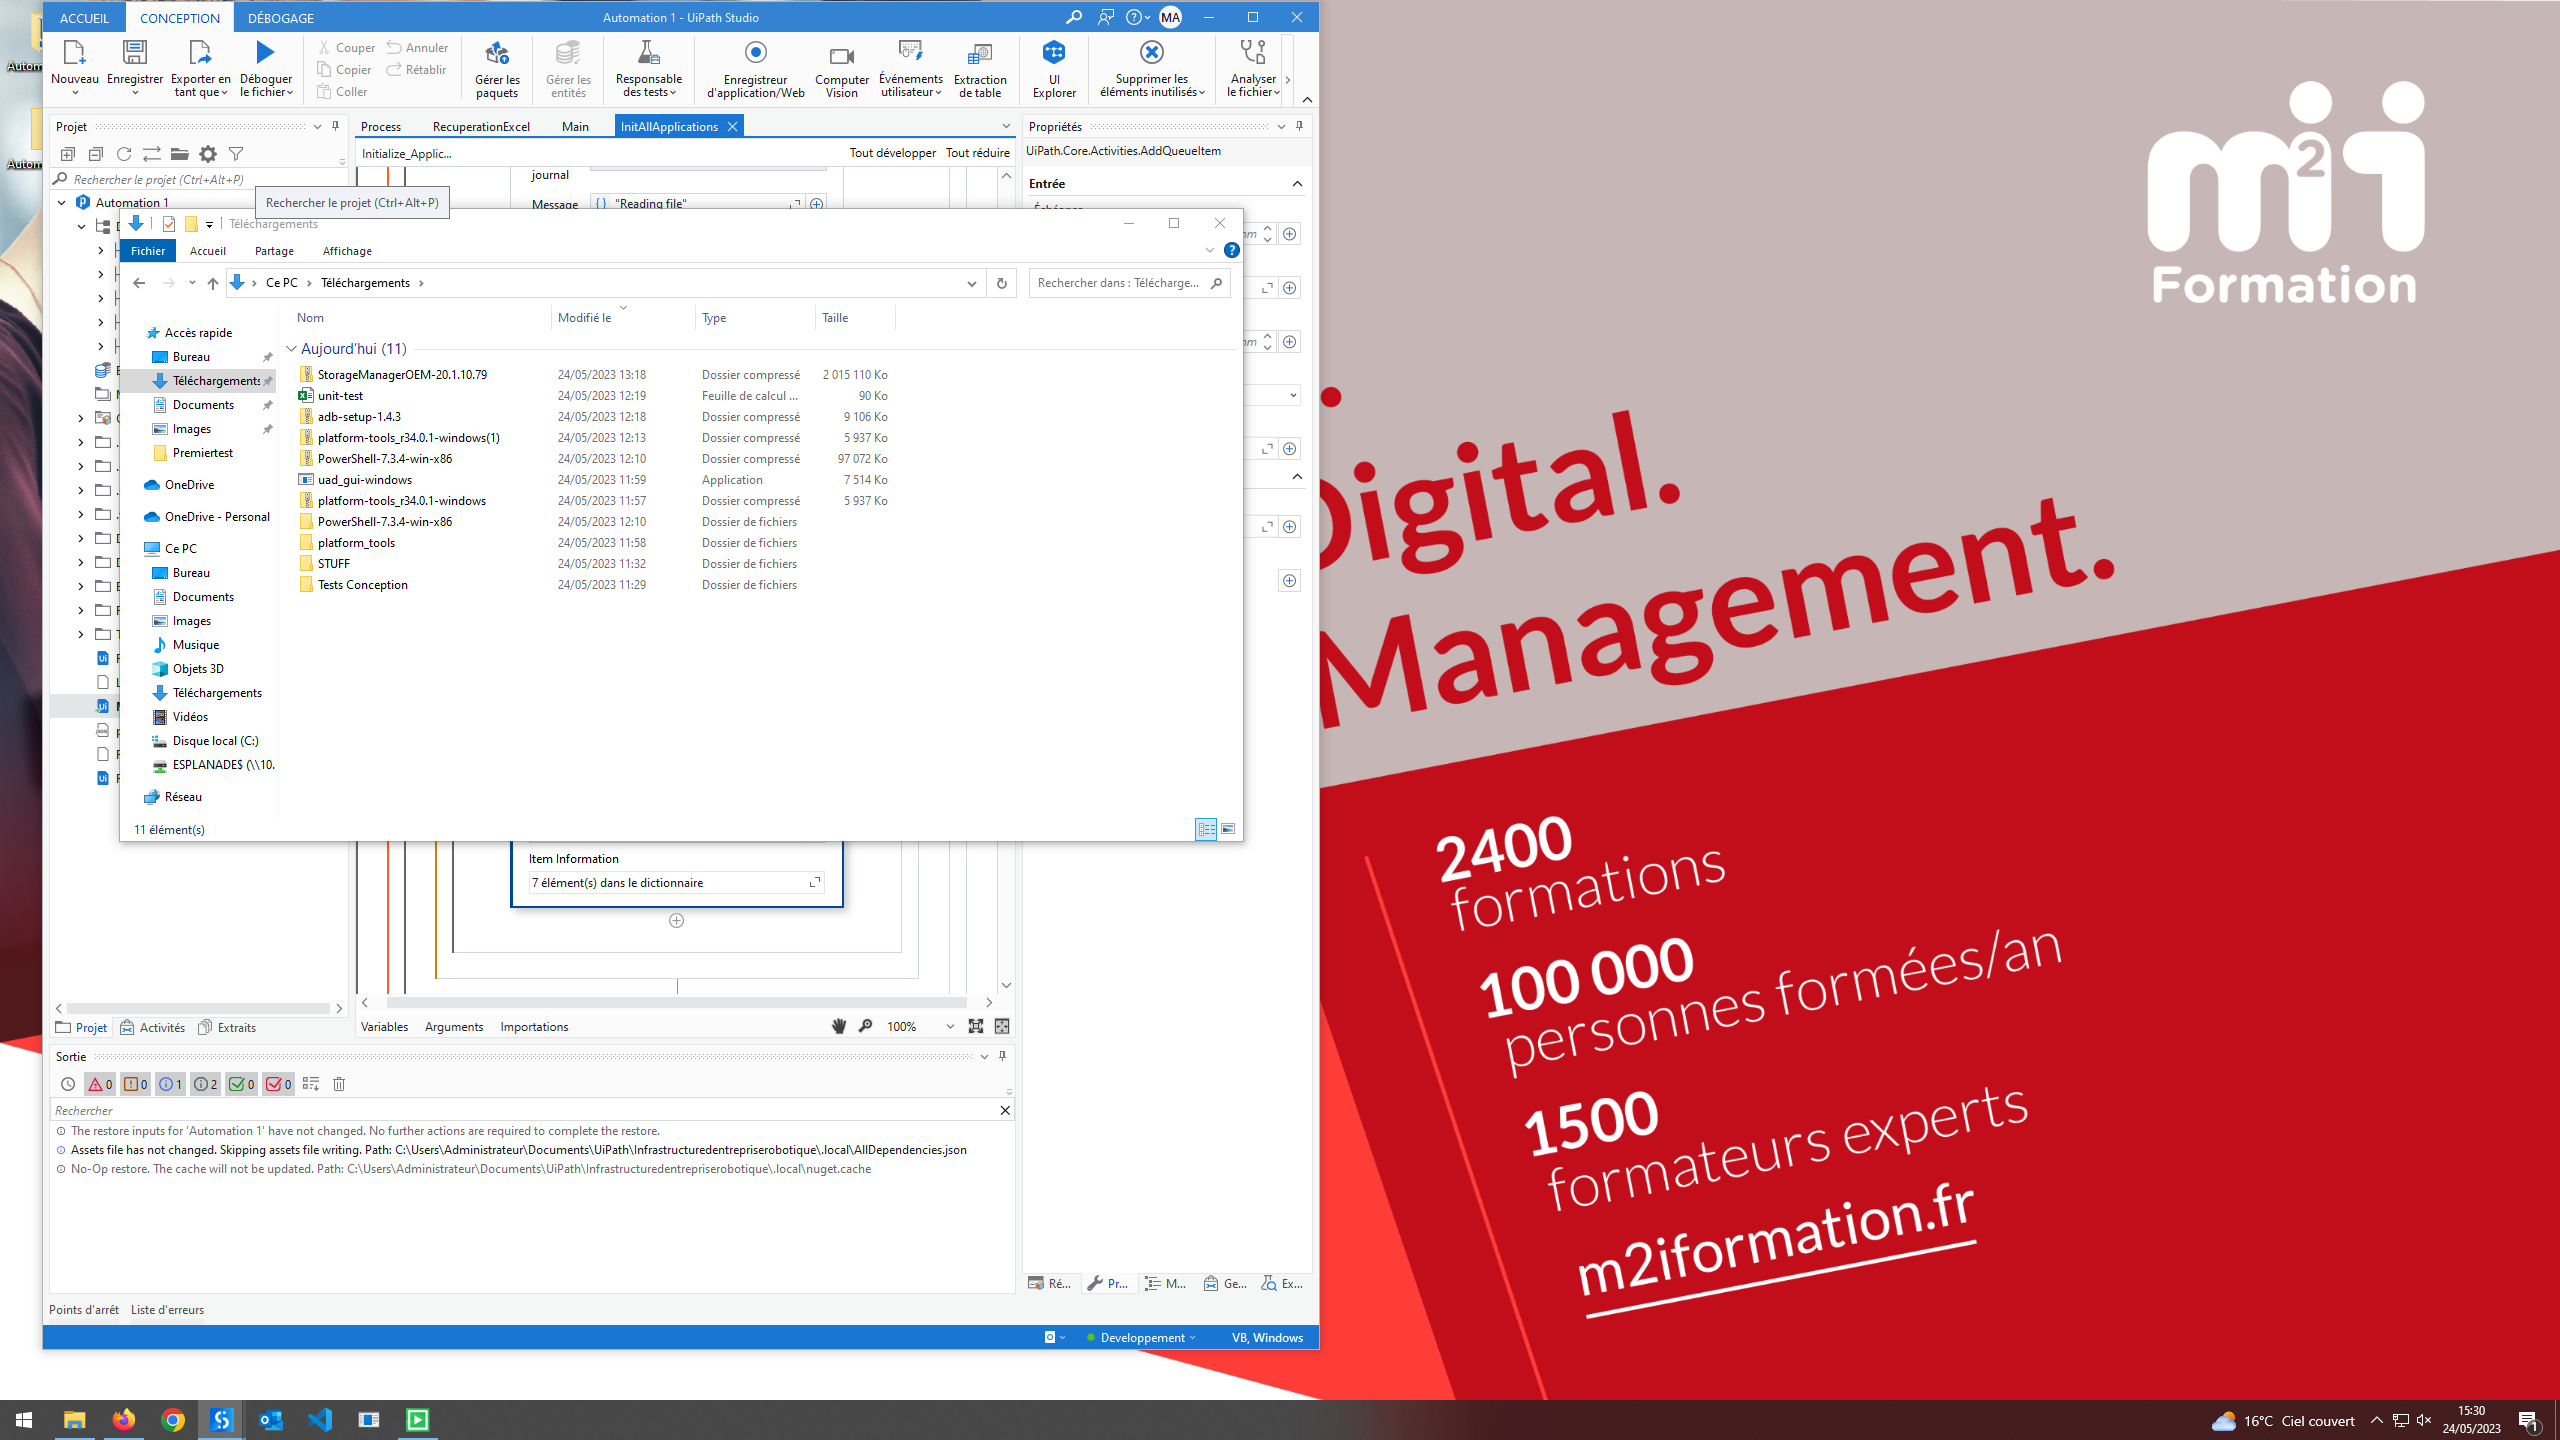 ACCUEIL
CONCEPTION
DÉBOGAGE
Automation 1 - UiPath Studio
MA
Nouveau
Enregistrer
Exporter en tant que
Déboguer le fichier
Couper
Copier
Coller
Annuler
Rétablir
Gérer les paquets
Gérer les entités
Responsable des tests
Enregistreur d'application/Web
Computer Vision
Événements utilisateur
Extraction de table
UI Explorer
Supprimer les éléments inutilisés
Analyser le fichier
Projet
Process
RecuperationExcel
Main
InitAllApplications
Propriétés
Initialize_Applic...
Tout développer
Tout réduire
UiPath.Core.Activities.AddQueueItem
Rechercher le projet (Ctrl+Alt+P)
journal
Entrée
Automation 1
Rechercher le projet (Ctrl+Alt+P)
Message
"Reading file"
Téléchargements
Fichier
Accueil
Partage
Affichage
Ce PC
Téléchargements
Rechercher dans : Télécharge...
Nom
Modifié le
Type
Taille
Aujourd'hui (11)
StorageManagerOEM-20.1.10.79 24/05/2023 13:18 Dossier compressé 2 015 110 Ko
unit-test 24/05/2023 12:19 Feuille de calcul ... 90 Ko
adb-setup-1.4.3 24/05/2023 12:18 Dossier compressé 9 106 Ko
platform-tools_r34.0.1-windows(1) 24/05/2023 12:13 Dossier compressé 5 937 Ko
PowerShell-7.3.4-win-x86 24/05/2023 12:10 Dossier compressé 97 072 Ko
uad_gui-windows 24/05/2023 11:59 Application 7 514 Ko
platform-tools_r34.0.1-windows 24/05/2023 11:57 Dossier compressé 5 937 Ko
PowerShell-7.3.4-win-x86 24/05/2023 12:10 Dossier de fichiers
platform_tools 24/05/2023 11:58 Dossier de fichiers
STUFF 24/05/2023 11:32 Dossier de fichiers
Tests Conception 24/05/2023 11:29 Dossier de fichiers
Accès rapide
Bureau
Téléchargements
Documents
Images
Premiertest
OneDrive
OneDrive - Personal
Ce PC
Bureau
Documents
Images
Musique
Objets 3D
Téléchargements
Vidéos
Disque local (C:)
ESPLANADE$ (\\10.
Réseau
11 élément(s)
Item Information
7 élément(s) dans le dictionnaire
Variables
Arguments
Importations
100%
Projet
Activités
Extraits
Sortie
0
0
1
2
0
0
Rechercher
The restore inputs for 'Automation 1' have not changed. No further actions are required to complete the restore.
Assets file has not changed. Skipping assets file writing. Path: C:\Users\Administrateur\Documents\UiPath\Infrastructuredentrepriserobotique\.local\AllDependencies.json
No-Op restore. The cache will not be updated. Path: C:\Users\Administrateur\Documents\UiPath\Infrastructuredentrepriserobotique\.local\nuget.cache
Ré...
Pr...
M...
Ge...
Ex...
Points d'arrêt
Liste d'erreurs
Developpement
VB, Windows
m2i
Formation
Digital.
Management.
2400
formations
100 000
personnes formées/an
1500
formateurs experts
m2iformation.fr
16°C Ciel couvert
15:30
24/05/2023
1